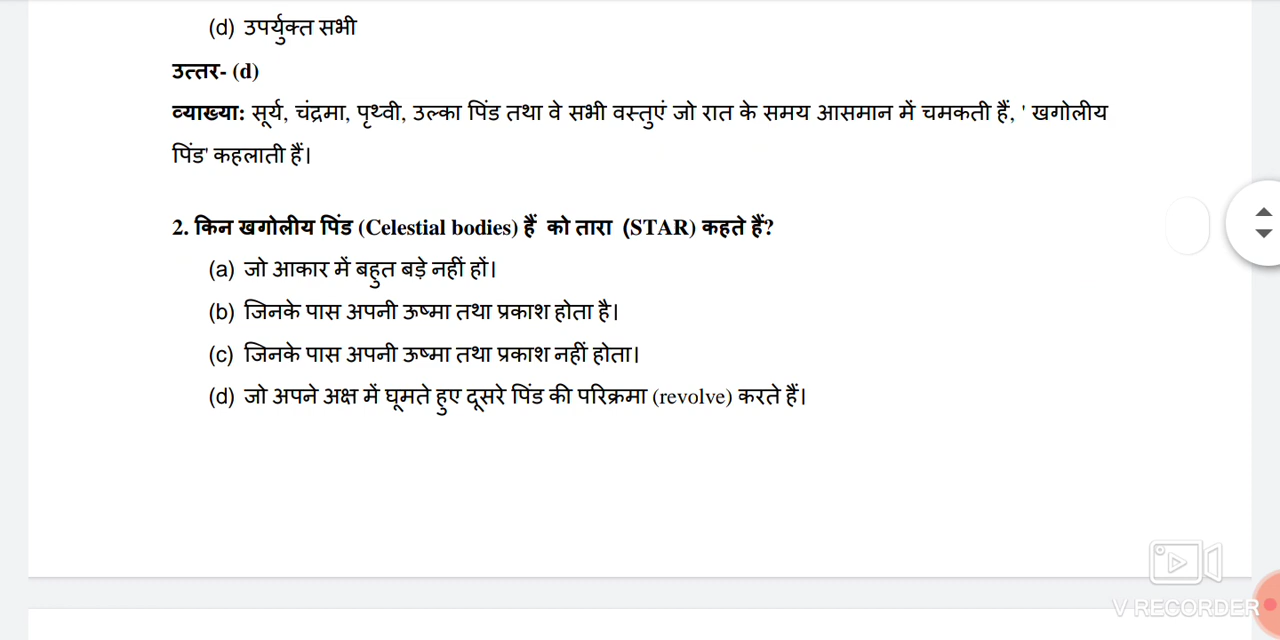 (d) उपर्युक्त सभी
उत्तर- (d)
व्याख्या: सूर्य, चंद्रमा, पृथ्वी, उल्का पिंड तथा वे सभी वस्तुएं जो रात के समय आसमान में चमकती हैं, ' खगोलीय
पिंड' कहलाती हैं।
2. किन खगोलीय पिंड (Celestial bodies) हैं को तारा (STAR) कहते हैं?
(a) जो आकार में बहुत बड़े नहीं हों।
(b) जिनके पास अपनी ऊष्मा तथा प्रकाश होता है।
(c) जिनके पास अपनी ऊष्मा तथा प्रकाश नहीं होता।
(d) जो अपने अक्ष में घूमते हुए दूसरे पिंड की परिक्रमा (revolve) करते हैं।
V RECORDER